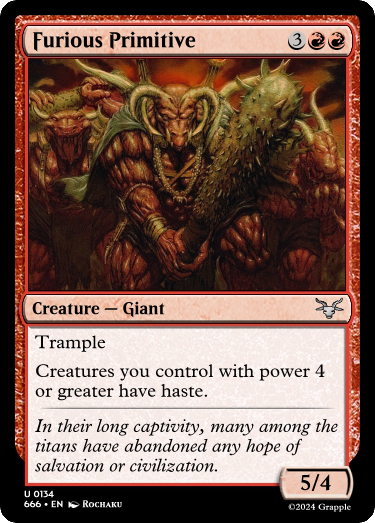 Furious Primitive 3
Creature — Giant
Trample
Creatures you control with power 4
or greater have haste.
In their long captivity, many among the
titans have abandoned any hope of
salvation or civilization.
5/4
U 0134
666 • EN Rochaku
©2024 Grapple